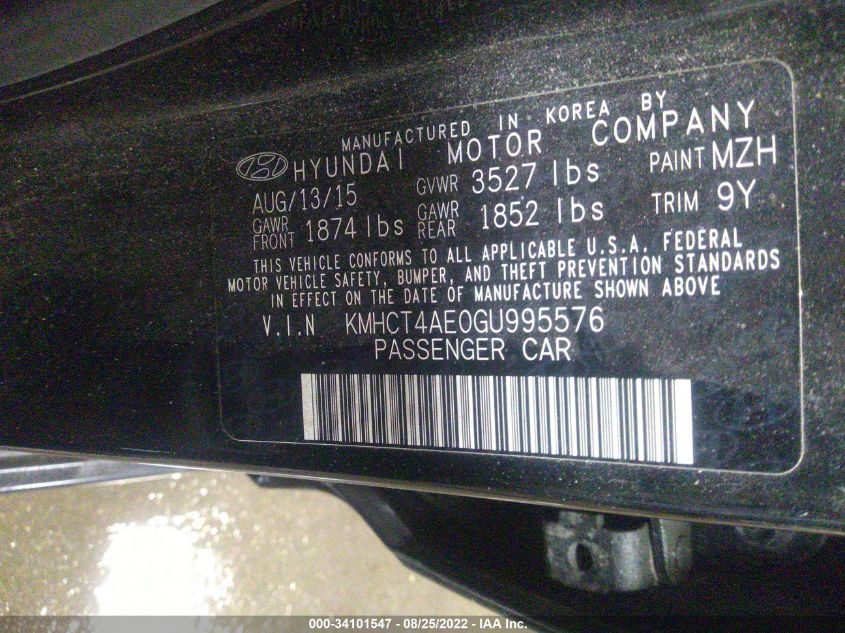 MANUFACTURED IN KOREA BY
HYUNDAI MOTOR COMPANY
AUG/13/15 GVWR 3527 lbs PAINT MZH
GAWR FRONT 1874 lbs GAWR REAR 1852 lbs TRIM 9Y
THIS VEHICLE CONFORMS TO ALL APPLICABLE U.S.A. FEDERAL
MOTOR VEHICLE SAFETY, BUMPER, AND THEFT PREVENTION STANDARDS
IN EFFECT ON THE DATE OF MANUFACTURE SHOWN ABOVE
V.I.N KMHCT4AE0GU995576
PASSENGER CAR
000-34101547 - 08/25/2022 - IAA Inc.